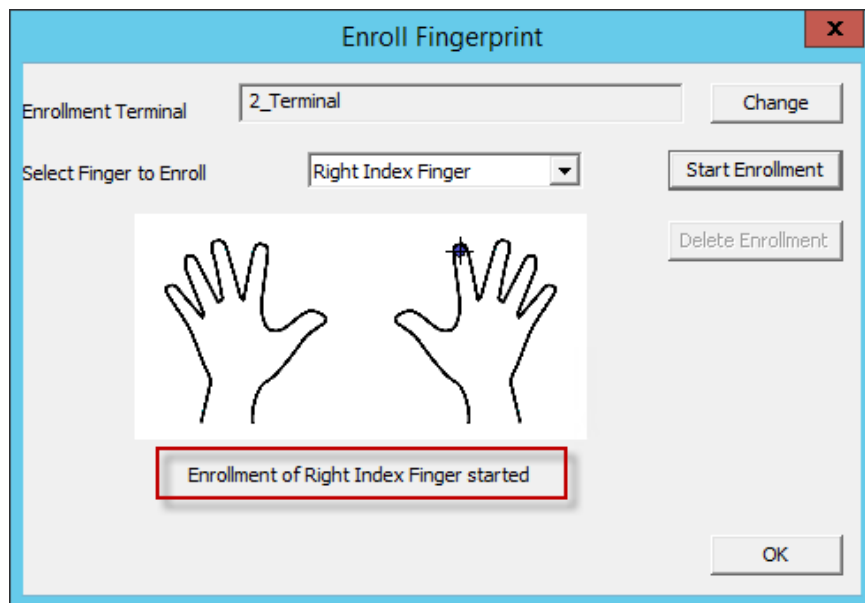 Enroll Fingerprint
x
Enrollment Terminal
2_Terminal
Change
Select Finger to Enroll
Right Index Finger
Start Enrollment
Delete Enrollment
Enrollment of Right Index Finger started
OK